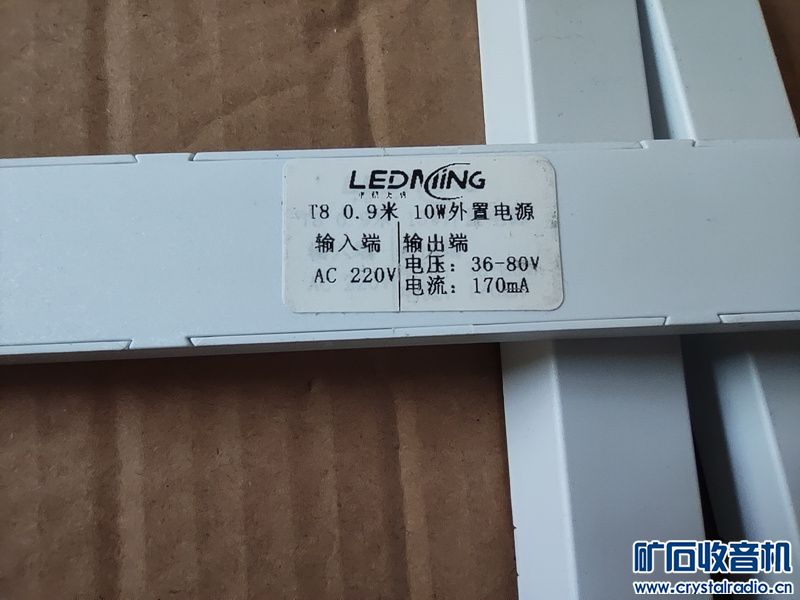 LEDMiNG
T8 0.9米 10W外置电源
输入端
AC 220V
输出端
电压: 36-80V
电流: 170mA
矿石收音机
www.crystalradio.cn